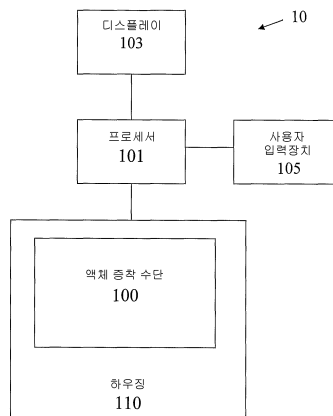 디스플레이
103
10
프로세서
101
사용자
입력장치
105
액체 증착 수단
100
하우징
110